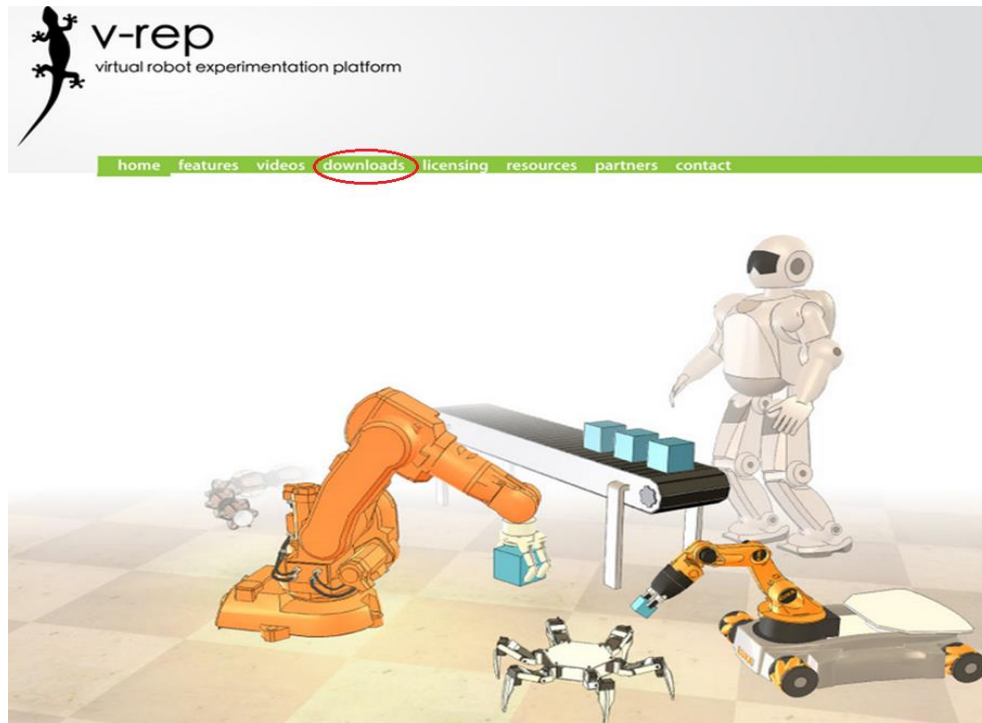 v-rep
virtual robot experimentation platform
home features videos downloads licensing resources partners contact